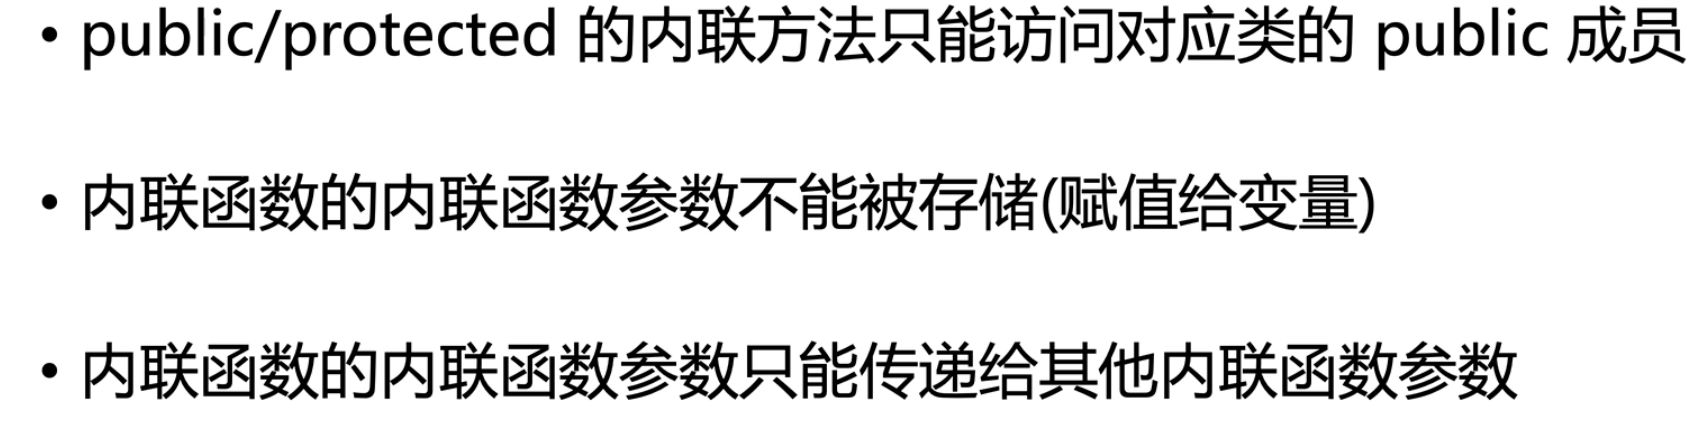 • public/protected 的内联方法只能访问对应类的 public 成员
• 内联函数的内联函数参数不能被存储(赋值给变量)
• 内联函数的内联函数参数只能传递给其他内联函数参数